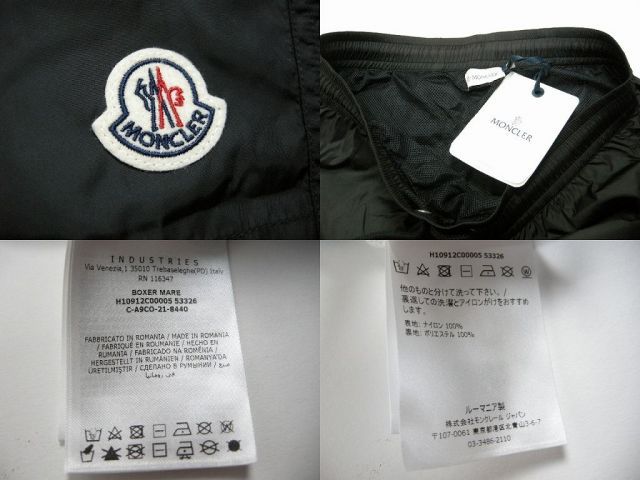 MONCLER
MONCLER
MONCLER
INDUSTRIES
Via Venezia,1 35010 Trebaseleghe(PD) Italy
RN 116347
BOXER MARE
H10912C00005 53326
C-A9CO-21-8440
FABBRICATO IN ROMANIA / MADE IN ROMANIA
/ FABRIQUÉ EN ROUMANIE / HECHO EN
RUMANIA / FABRICADO NA ROMÊNIA /
HERGESTELLT IN RUMÄNIEN / ROMANYA'DA
ÜRETILMIŞTIR / СДЕЛАНО В РУМЫНИИ / صنع
في رومانيا
H10912C00005 53326
他のものと分けて洗って下さい。/
裏返しての洗濯とアイロンがけをおすすめ
します。
表地: ナイロン 100%
裏地: ポリエステル 100%
ルーマニア製
株式会社モンクレール ジャパン
〒107-0061 東京都港区北青山3-6-7
03-3486-2110